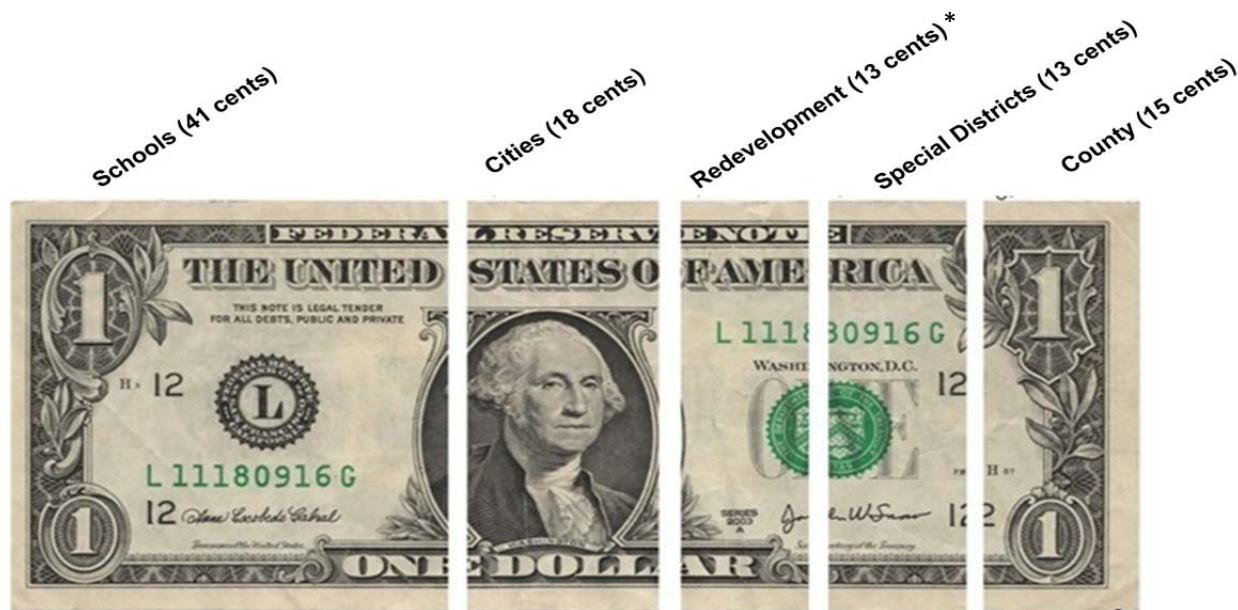 Schools (41 cents)
Cities (18 cents)
Redevelopment (13 cents)*
Special Districts (13 cents)
County (15 cents)
FEDERAL RESERVE NOTE
THE UNITED STATES OF AMERICA
THIS NOTE IS LEGAL TENDER
FOR ALL DEBTS, PUBLIC AND PRIVATE
L 11180916 G
WASHINGTON, D.C.
1
1
H
12
12
L
ONE
L 11180916 G
12
SERIES
2003
A
H
12
1
1
WASHINGTON
ONE DOLLAR